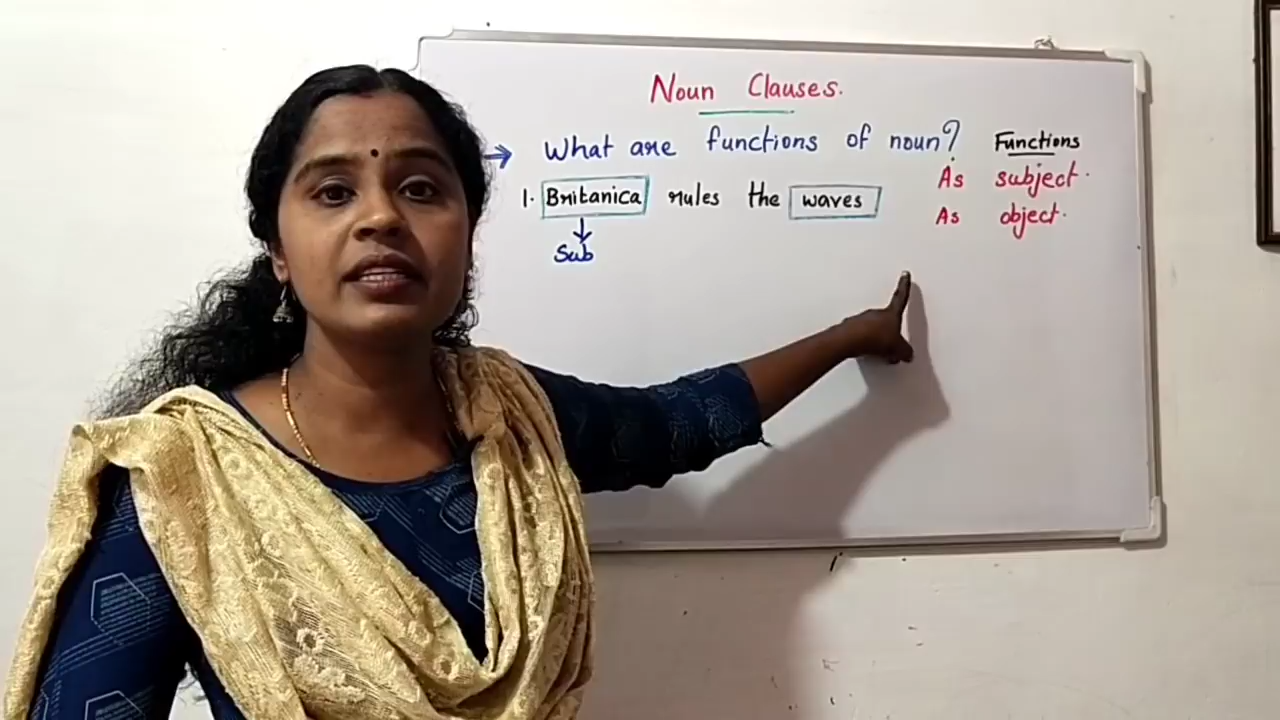 Noun Clauses.
→ What are functions of noun?
1. Britanica rules the waves
Sub
Functions
As subject.
As object.